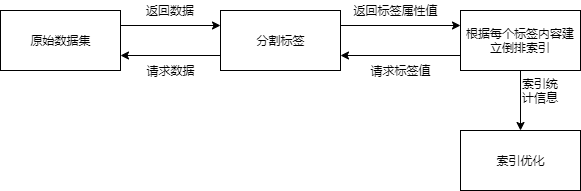 返回数据
返回标签属性值
原始数据集
分割标签
根据每个标签内容建
立倒排索引
请求数据
请求标签值
索引统
计信息
索引优化